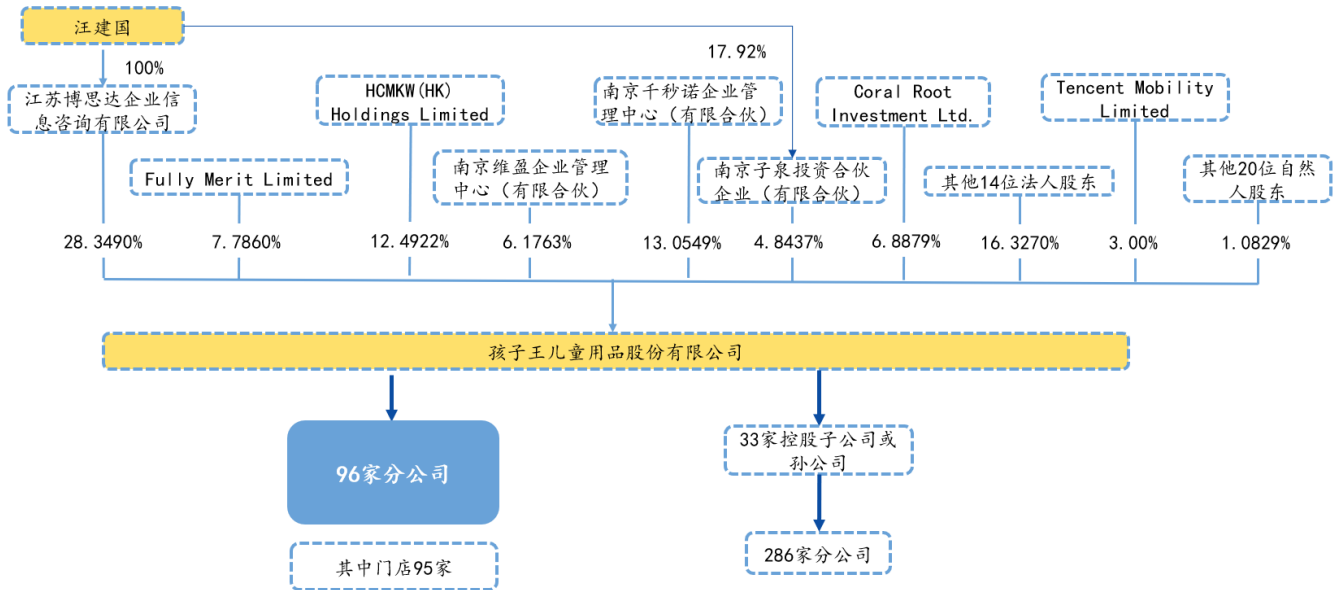 汪建国
17.92%
100%
江苏博思达企业信
息咨询有限公司
Fully Merit Limited
HCMKW(HK)
Holdings Limited
南京维盈企业管理
中心（有限合伙）
南京千秒诺企业管
理中心（有限合伙）
南京子泉投资合伙
企业（有限合伙）
Coral Root
Investment Ltd.
其他14位法人股东
Tencent Mobility
Limited
其他20位自然
人股东
28.3490%
7.7860%
12.4922%
6.1763%
13.0549%
4.8437%
6.8879%
16.3270%
3.00%
1.0829%
孩子王儿童用品股份有限公司
96家分公司
其中门店95家
33家控股子公司或
孙公司
286家分公司